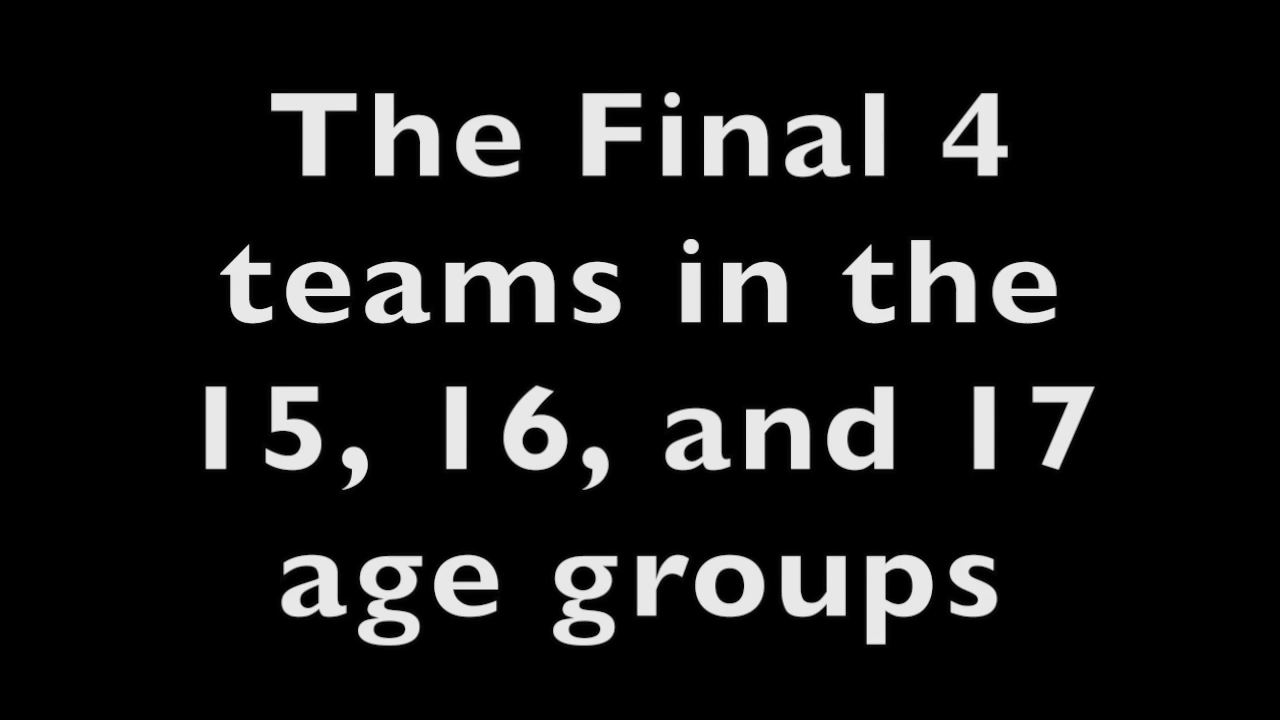 The Final 4
teams in the
15, 16, and 17
age groups